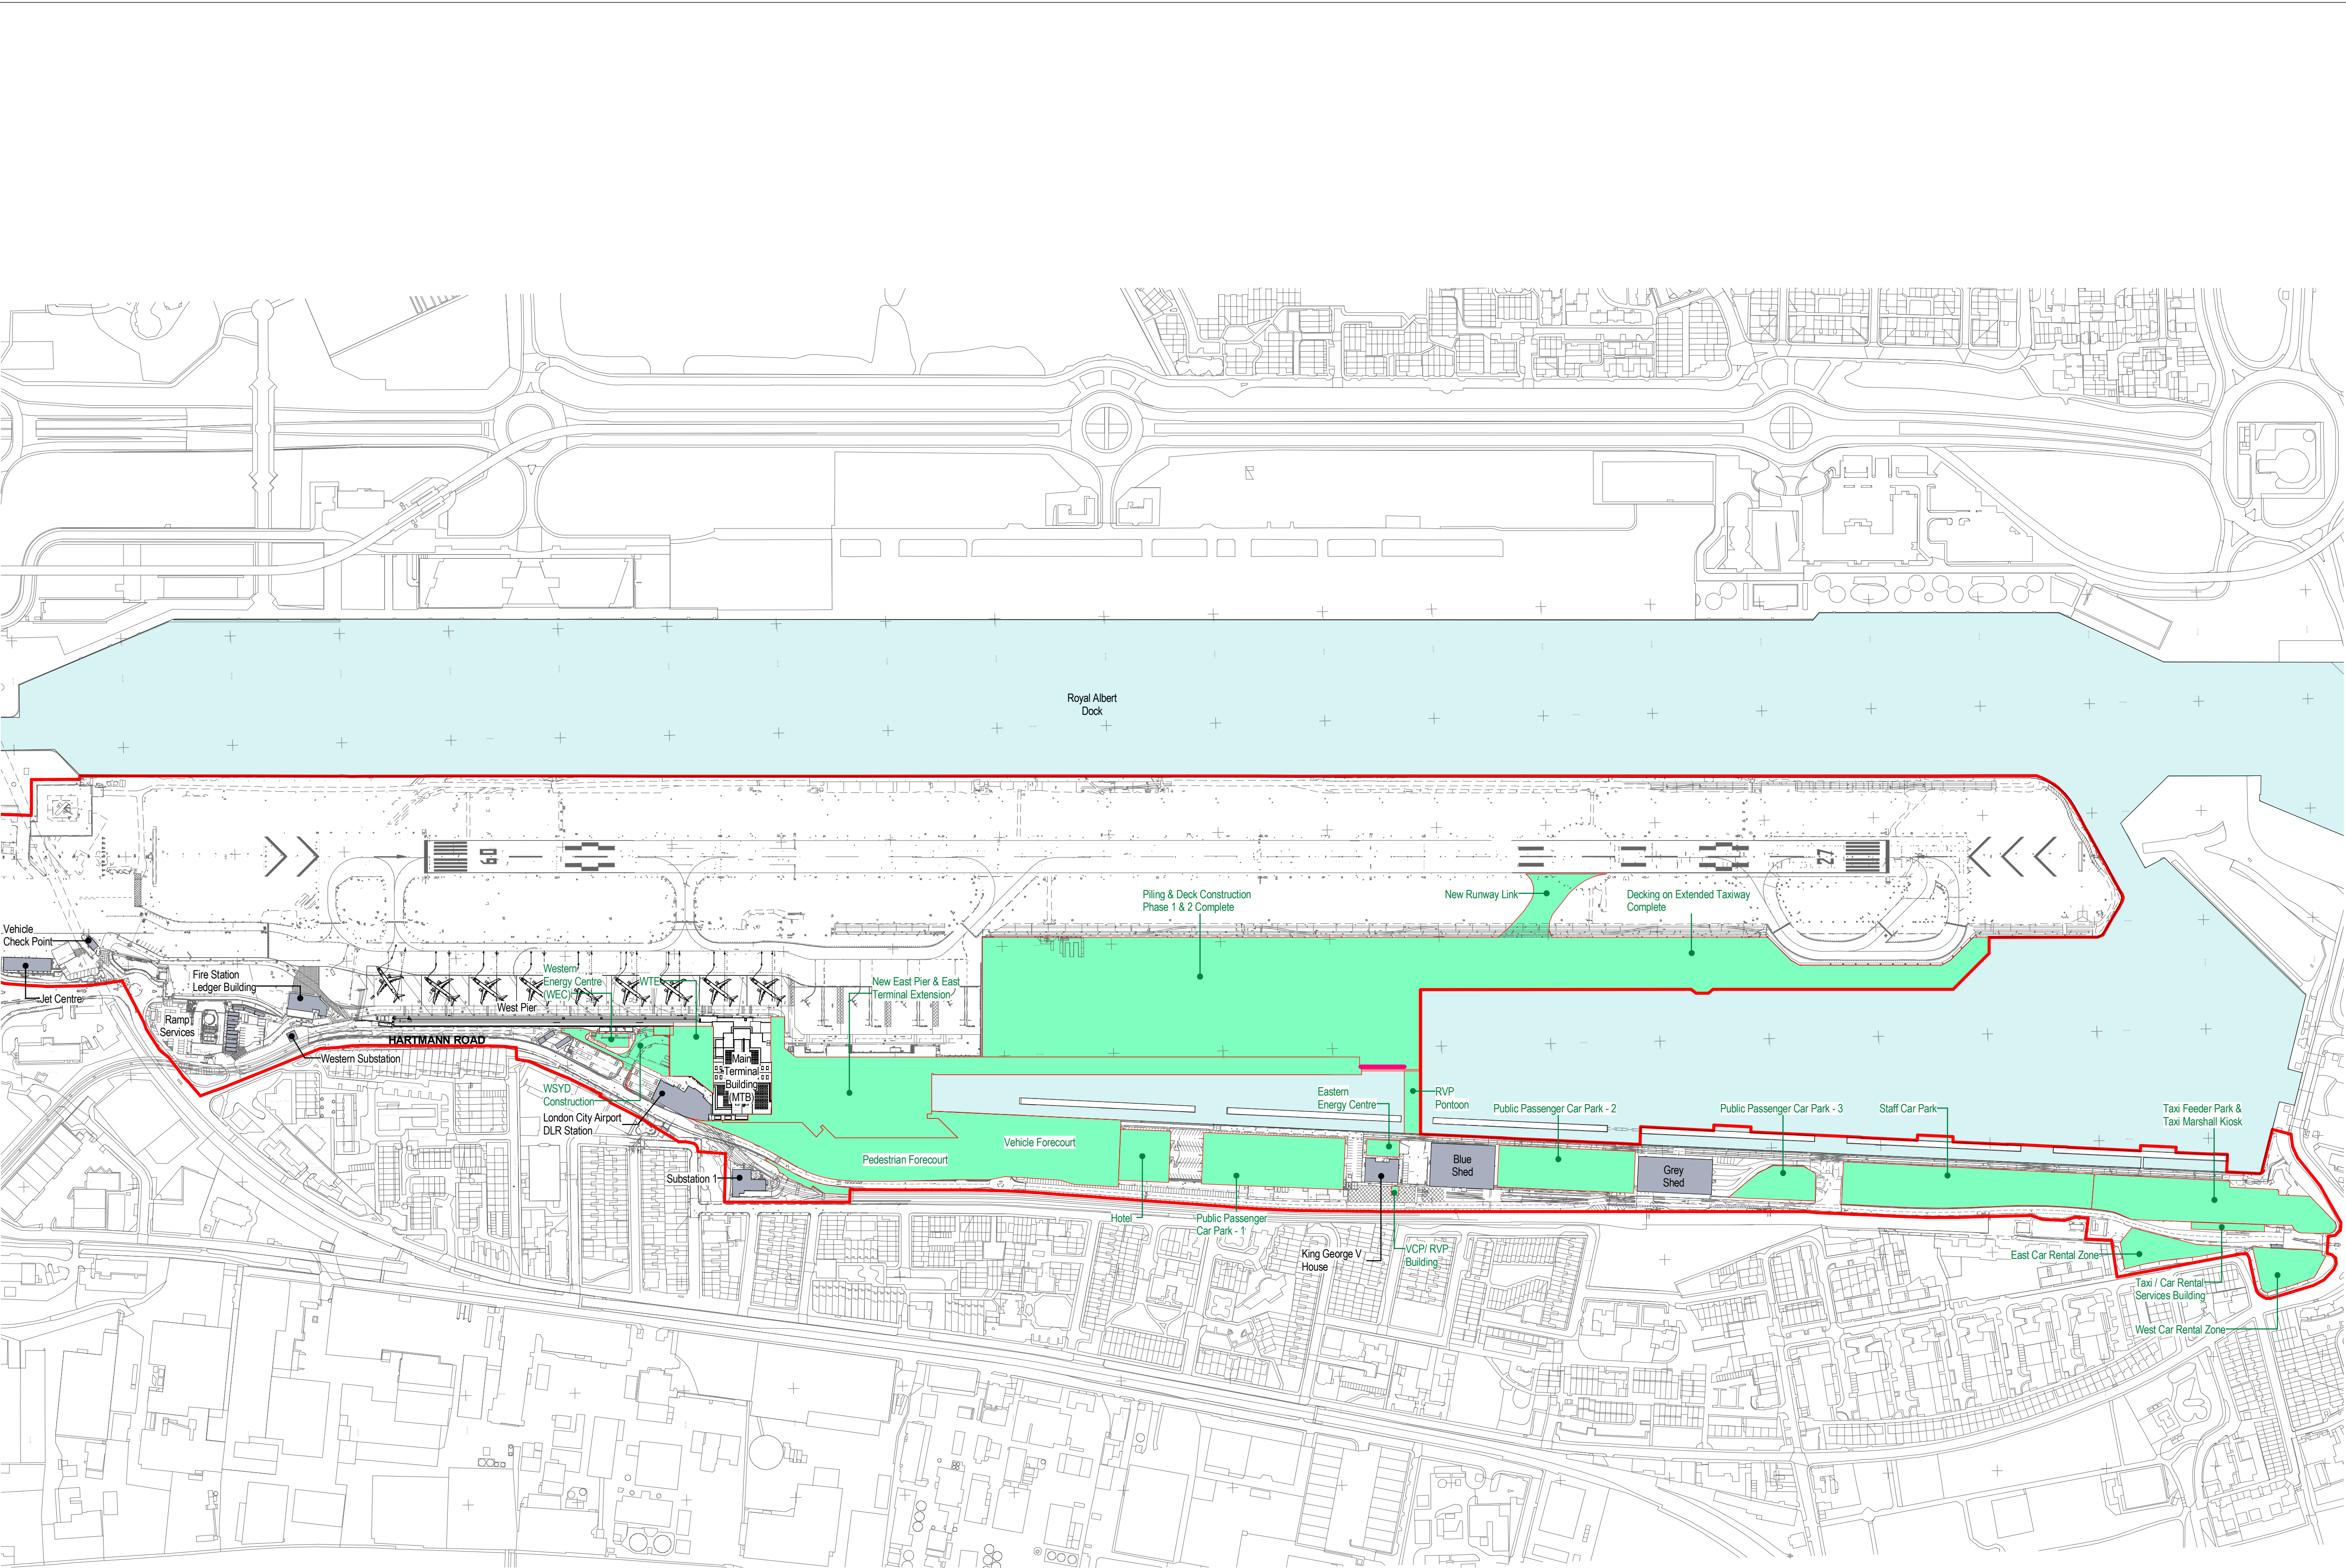 Royal Albert
Dock
09
27
Piling & Deck Construction
Phase 1 & 2 Complete
New Runway Link
Decking on Extended Taxiway
Complete
Vehicle
Check Point
Jet Centre
Fire Station
Ledger Building
Ramp
Services
Western Substation
HARTMANN ROAD
West Pier
Western
Energy Centre
(WEC)
WTE
New East Pier & East
Terminal Extension
Main
Terminal
Building
(MTB)
WSYD
Construction
London City Airport
DLR Station
Substation 1
Pedestrian Forecourt
Vehicle Forecourt
Hotel
Public Passenger
Car Park - 1
Eastern
Energy Centre
RVP
Pontoon
King George V
House
VCP/ RVP
Building
Blue
Shed
Public Passenger Car Park - 2
Grey
Shed
Public Passenger Car Park - 3
Staff Car Park
Taxi Feeder Park &
Taxi Marshall Kiosk
East Car Rental Zone
Taxi / Car Rental
Services Building
West Car Rental Zone